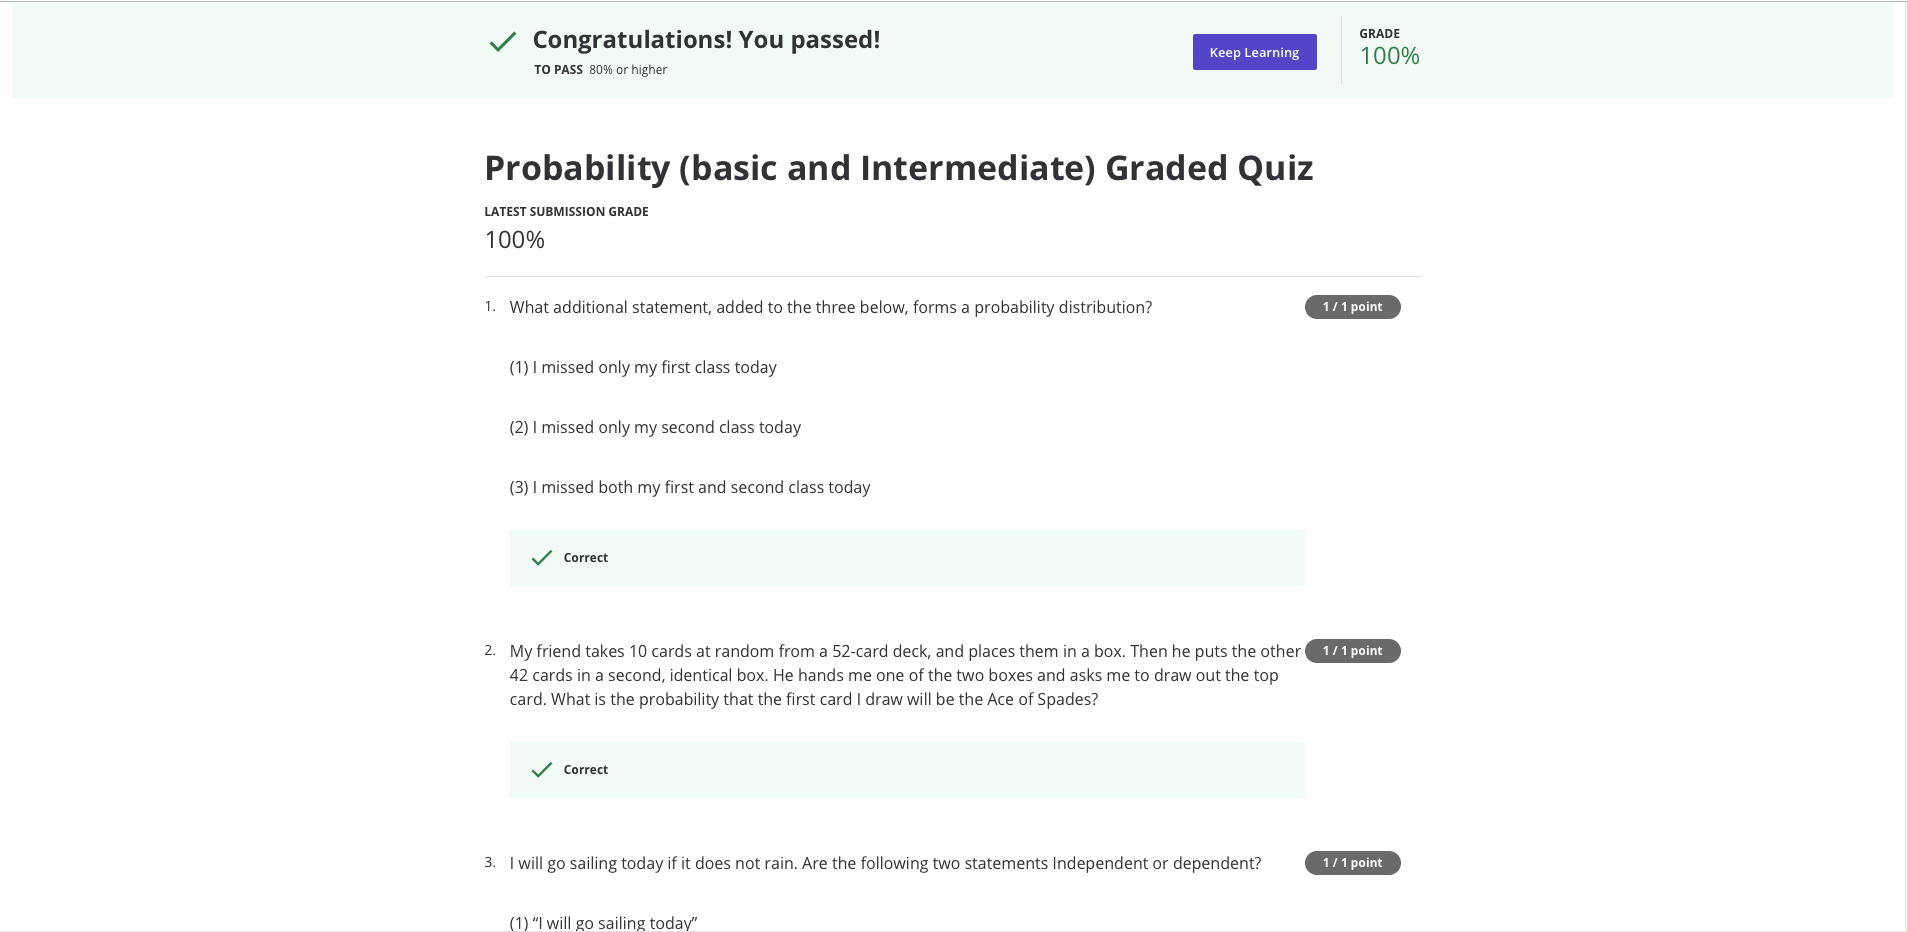 Congratulations! You passed!
TO PASS 80% or higher
Keep Learning
GRADE
100%
Probability (basic and Intermediate) Graded Quiz
LATEST SUBMISSION GRADE
100%
1. What additional statement, added to the three below, forms a probability distribution?
1 / 1 point
(1) I missed only my first class today
(2) I missed only my second class today
(3) I missed both my first and second class today
Correct
2. My friend takes 10 cards at random from a 52-card deck, and places them in a box. Then he puts the other
1 / 1 point
42 cards in a second, identical box. He hands me one of the two boxes and asks me to draw out the top
card. What is the probability that the first card I draw will be the Ace of Spades?
Correct
3. I will go sailing today if it does not rain. Are the following two statements Independent or dependent?
1 / 1 point
(1) “I will go sailing today”